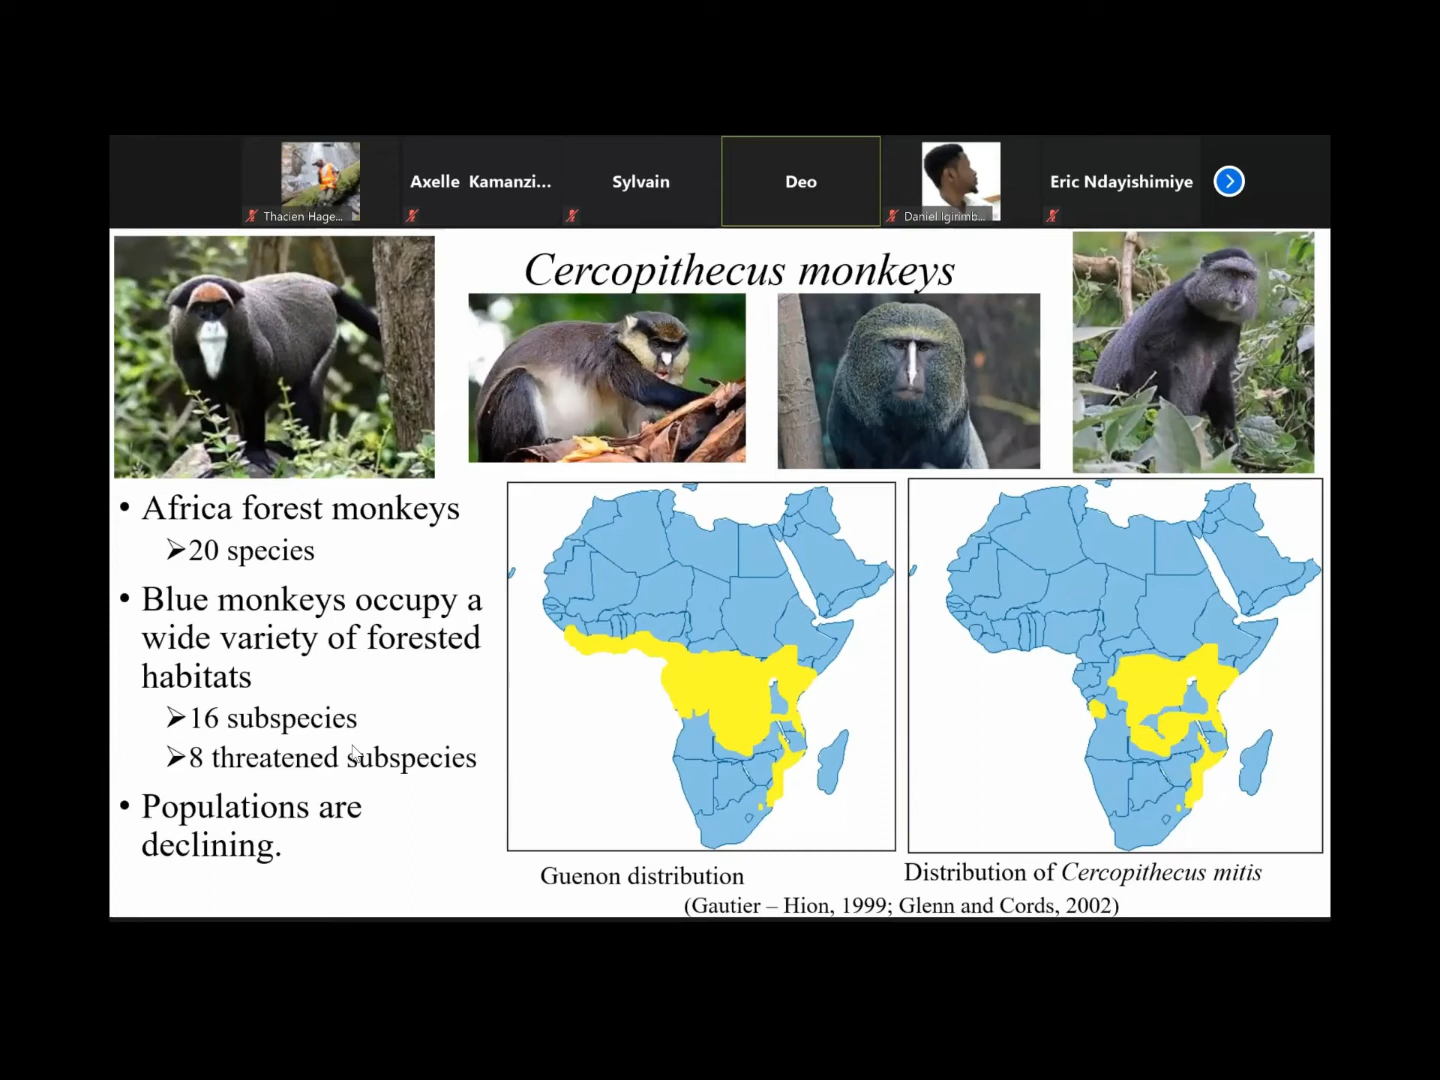 Axelle Kamanzi...
Sylvain
Deo
Eric Ndayishimiye
Thacien Hage...
Daniel Igirimb...
Cercopithecus monkeys
• Africa forest monkeys
➢20 species
• Blue monkeys occupy a
wide variety of forested
habitats
➢16 subspecies
➢8 threatened subspecies
• Populations are
declining.
Guenon distribution
Distribution of Cercopithecus mitis
(Gautier – Hion, 1999; Glenn and Cords, 2002)